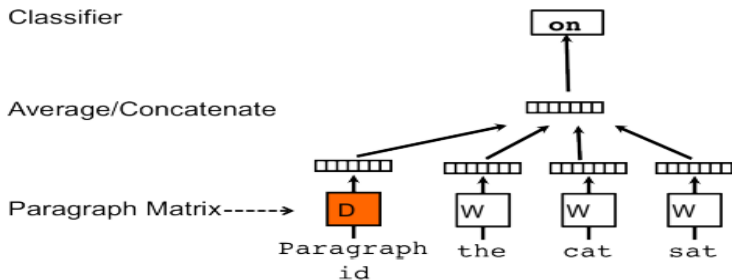 Classifier
on
Average/Concatenate
Paragraph Matrix
D
W
W
W
Paragraph
id
the
cat
sat